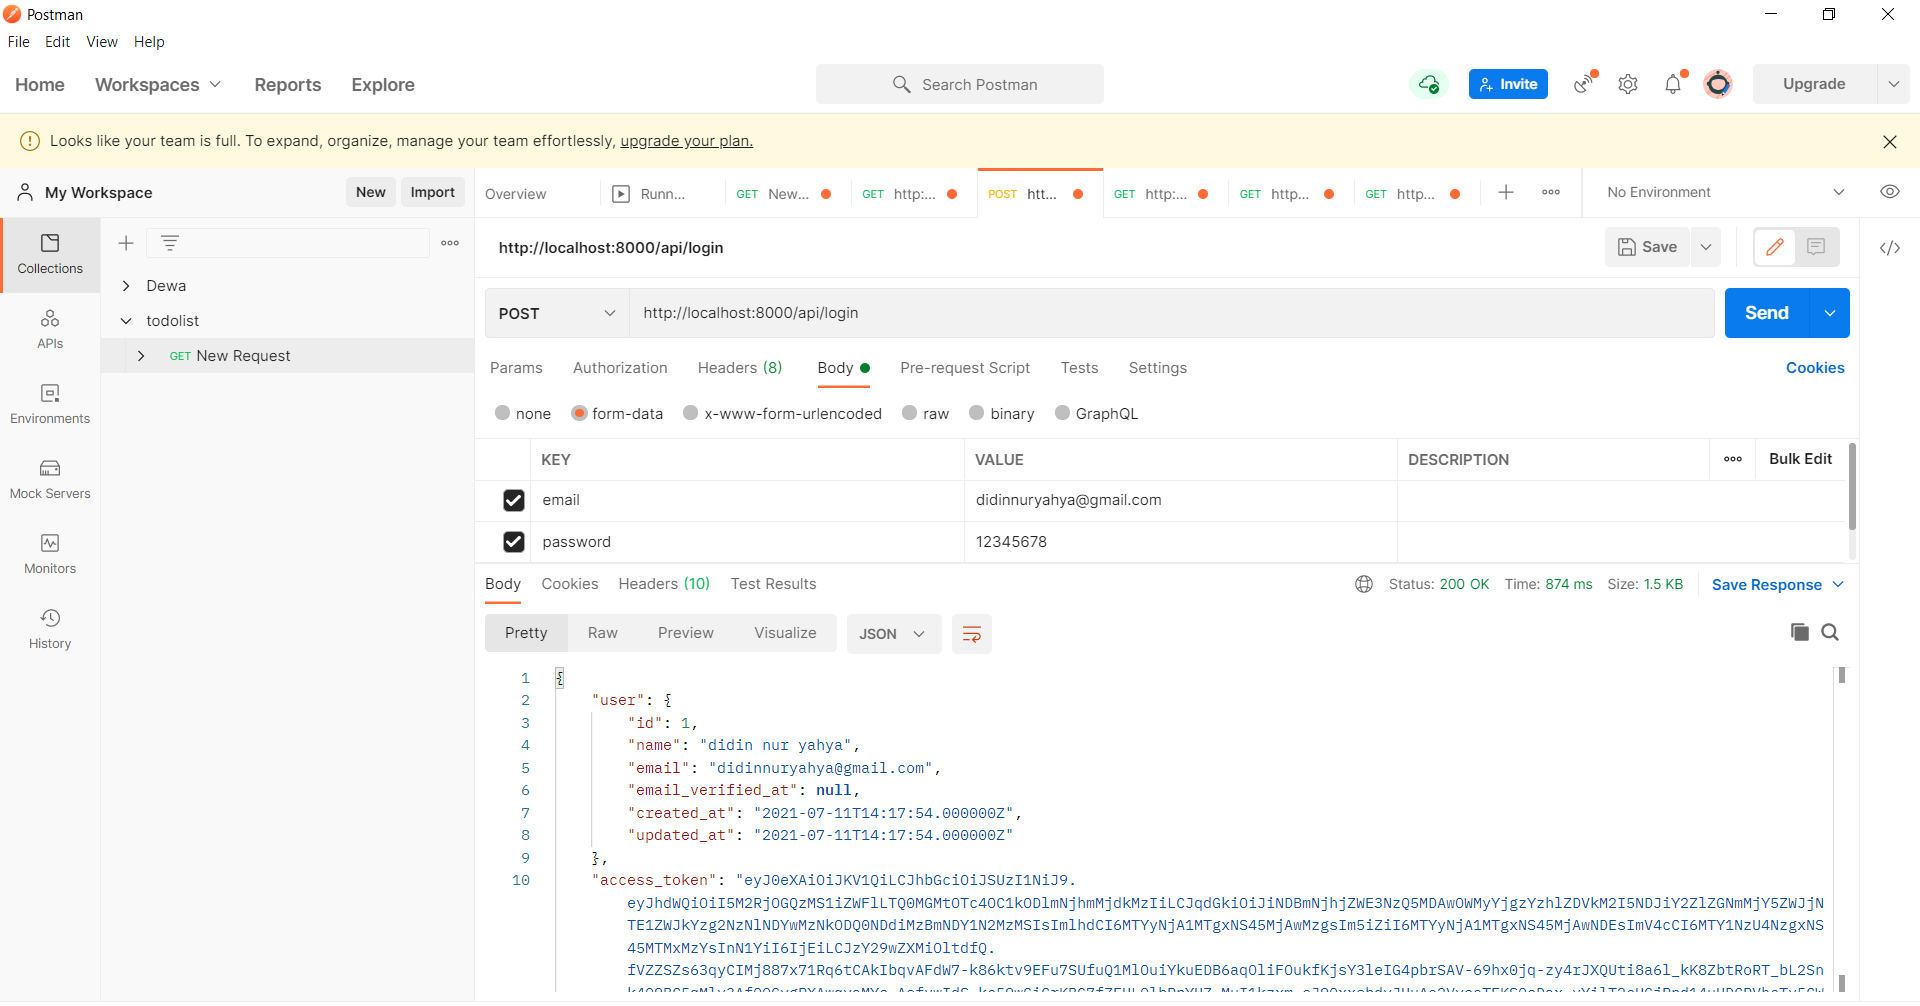 Postman
File Edit View Help
Home Workspaces Reports Explore Search Postman Invite Upgrade
Looks like your team is full. To expand, organize, manage your team effortlessly, upgrade your plan.
My Workspace New Import Overview Runn... GET New... GET http:... POST htt... GET http:... GET http... GET http... No Environment
Collections
APIs
Environments
Mock Servers
Monitors
History
Dewa
todolist
GET New Request
http://localhost:8000/api/login Save
POST http://localhost:8000/api/login Send
Params Authorization Headers (8) Body Pre-request Script Tests Settings Cookies
none form-data x-www-form-urlencoded raw binary GraphQL
KEY VALUE DESCRIPTION Bulk Edit
email didinnuryahya@gmail.com
password 12345678
Body Cookies Headers (10) Test Results Status: 200 OK Time: 874 ms Size: 1.5 KB Save Response
Pretty Raw Preview Visualize JSON
1 {
2 "user": {
3 "id": 1,
4 "name": "didin nur yahya",
5 "email": "didinnuryahya@gmail.com",
6 "email_verified_at": null,
7 "created_at": "2021-07-11T14:17:54.000000Z",
8 "updated_at": "2021-07-11T14:17:54.000000Z"
9 },
10 "access_token": "eyJ0eXAiOiJKV1QiLCJhbGciOiJSUzI1NiJ9.